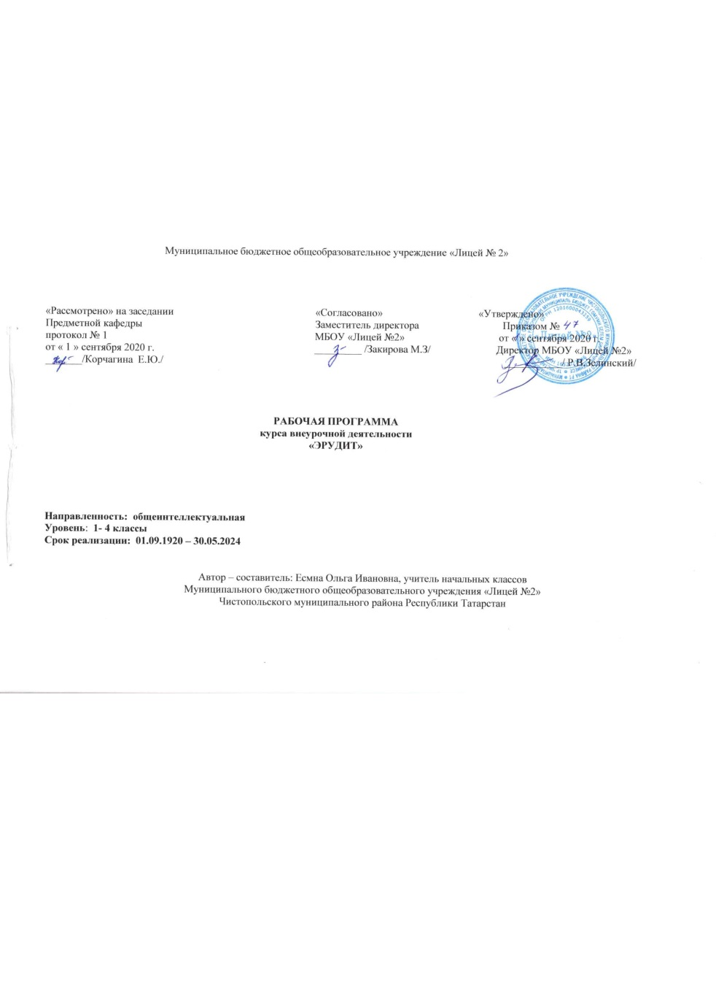 Муниципальное бюджетное общеобразовательное учреждение «Лицей № 2»
«Рассмотрено» на заседании
Предметной кафедры
протокол № 1
от « 1 » сентября 2020 г.
/Корчагина Е.Ю./
«Согласовано»
Заместитель директора
МБОУ «Лицей №2»
/Закирова М.З/
«Утверждено»
Приказом № 47
от « » сентября 2020 г.
Директор МБОУ «Лицей №2»
/ Р.В.Зелинский/
РАБОЧАЯ ПРОГРАММА
курса внеурочной деятельности
«ЭРУДИТ»
Направленность: общеинтеллектуальная
Уровень: 1- 4 классы
Срок реализации: 01.09.1920 – 30.05.2024
Автор – составитель: Есмна Ольга Ивановна, учитель начальных классов
Муниципального бюджетного общеобразовательного учреждения «Лицей №2»
Чистопольского муниципального района Республики Татарстан